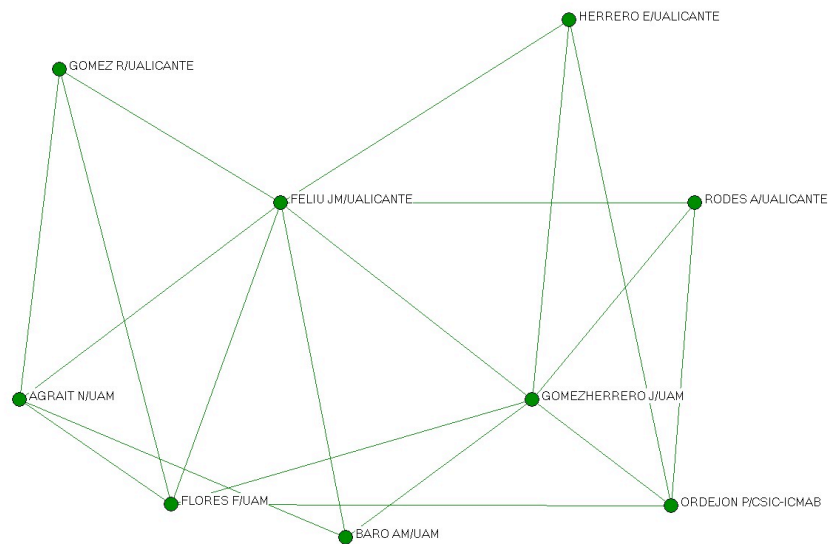 HERRERO E/UALICANTE
GOMEZ R/UALICANTE
FELIU JM/UALICANTE
RODES A/UALICANTE
AGRAIT N/UAM
GOMEZHERRERO J/UAM
FLORES F/UAM
ORDEJON P/CSIC-ICMAB
BARO AM/UAM